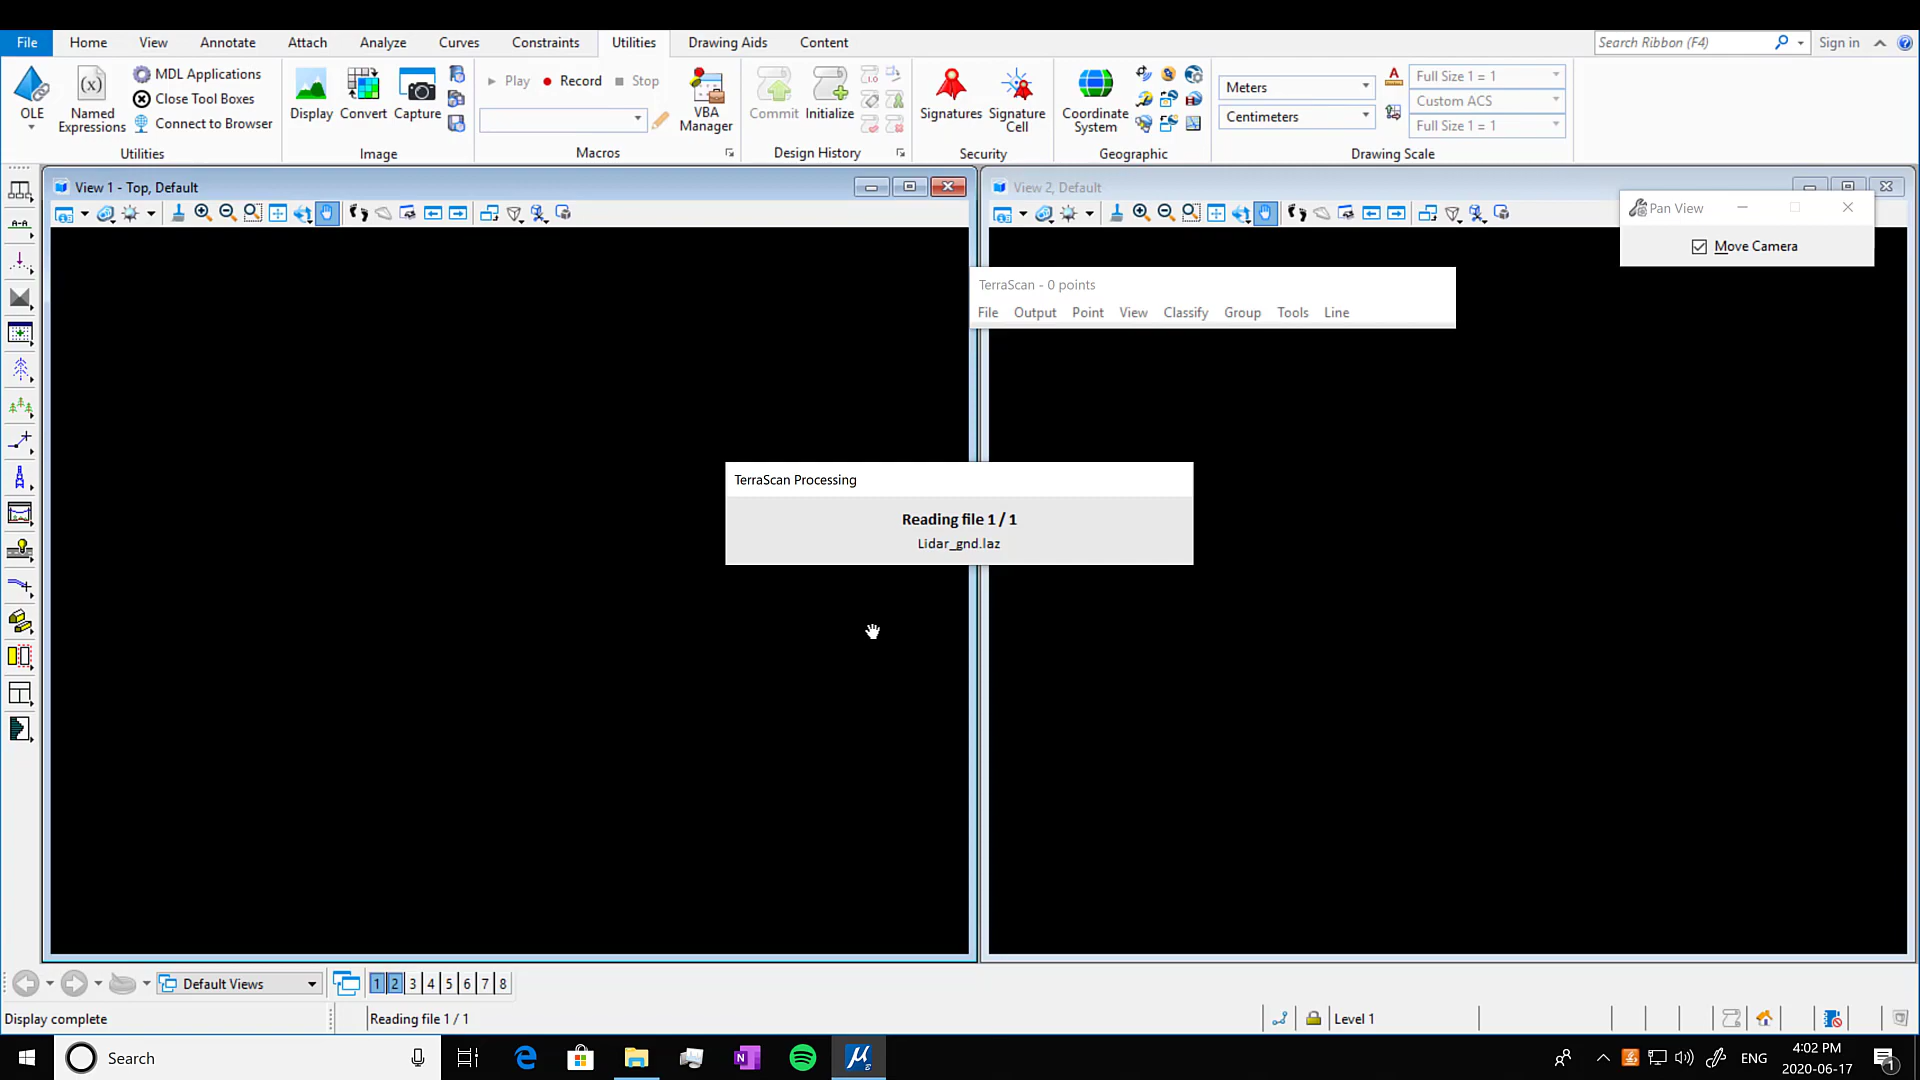 File Home View Annotate Attach Analyze Curves Constraints Utilities Drawing Aids Content Search Ribbon (F4) Sign in
OLE
Named Expressions
MDL Applications
Close Tool Boxes
Connect to Browser
Utilities
Display Convert Capture
Image
Play Record Stop
VBA Manager
Macros
Commit Initialize
Design History
Signatures Signature Cell
Security
Coordinate System
Geographic
Meters
Centimeters
Full Size 1 = 1
Custom ACS
Full Size 1 = 1
Drawing Scale
View 1 - Top, Default
View 2, Default
Pan View
Move Camera
TerraScan - 0 points
File Output Point View Classify Group Tools Line
TerraScan Processing
Reading file 1 / 1
Lidar_gnd.laz
Default Views 1 2 3 4 5 6 7 8
Display complete Reading file 1 / 1 Level 1
Search
ENG
4:02 PM
2020-06-17
1